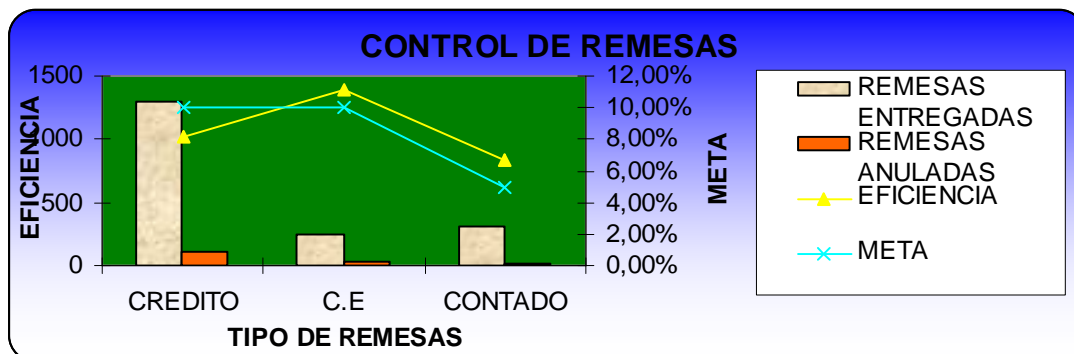 CONTROL DE REMESAS
EFICIENCIA
1500
1000
500
0
12,00%
10,00%
8,00%
6,00%
4,00%
2,00%
0,00%
META
CREDITO C.E CONTADO
TIPO DE REMESAS
REMESAS
ENTREGADAS
REMESAS
ANULADAS
EFICIENCIA
META